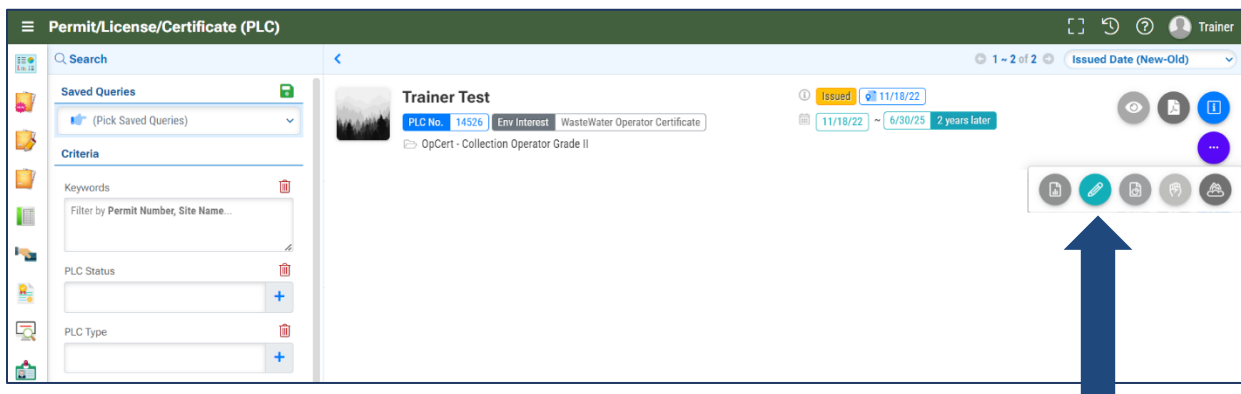 Permit/License/Certificate (PLC)
Trainer
Search
1 ~ 2 of 2
Issued Date (New-Old)
Saved Queries
(Pick Saved Queries)
Criteria
Keywords
Filter by Permit Number, Site Name...
PLC Status
+
PLC Type
+
Trainer Test
PLC No. 14526 Env Interest WasteWater Operator Certificate
OpCert - Collection Operator Grade II
Issued 11/18/22
11/18/22 ~ 6/30/25 2 years later